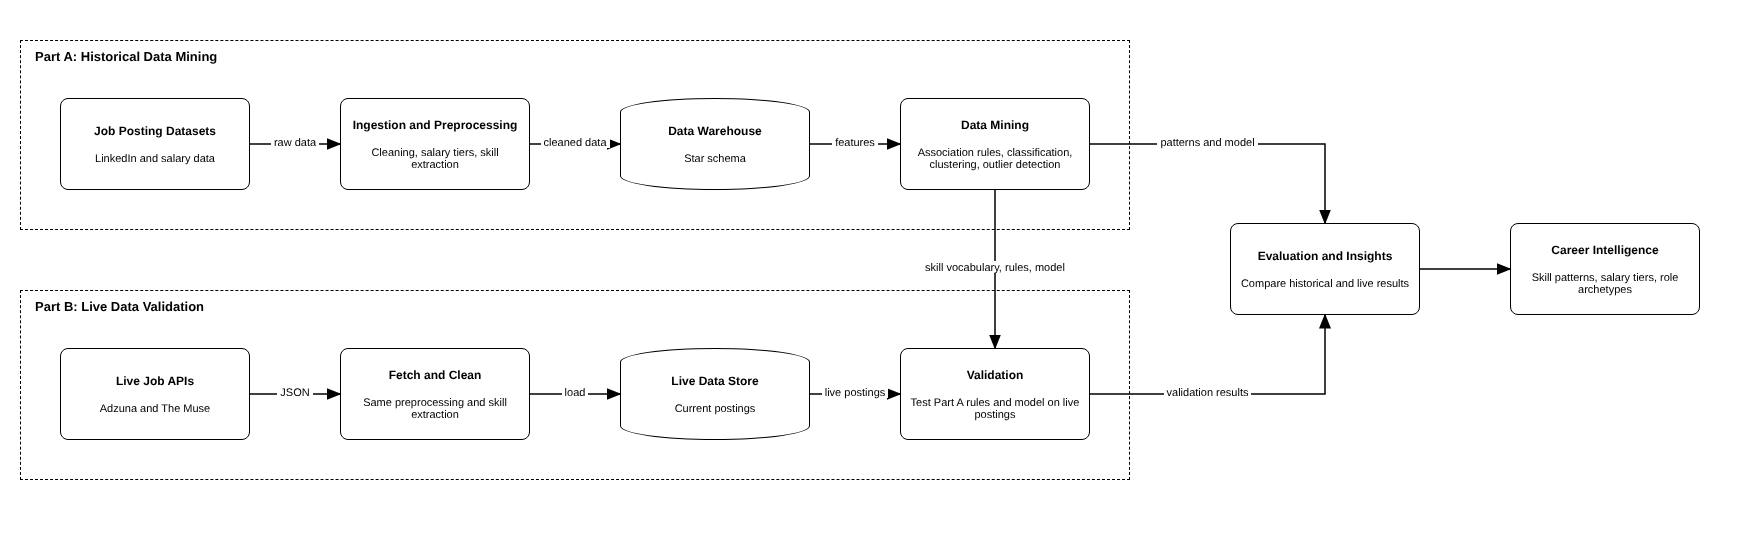 Part A: Historical Data Mining
Job Posting Datasets
LinkedIn and salary data
raw data
Ingestion and Preprocessing
Cleaning, salary tiers, skill
extraction
cleaned data
Data Warehouse
Star schema
features
Data Mining
Association rules, classification,
clustering, outlier detection
patterns and model
skill vocabulary, rules, model
Evaluation and Insights
Compare historical and live results
Career Intelligence
Skill patterns, salary tiers, role
archetypes
Part B: Live Data Validation
Live Job APIs
Adzuna and The Muse
JSON
Fetch and Clean
Same preprocessing and skill
extraction
load
Live Data Store
Current postings
live postings
Validation
Test Part A rules and model on live
postings
validation results